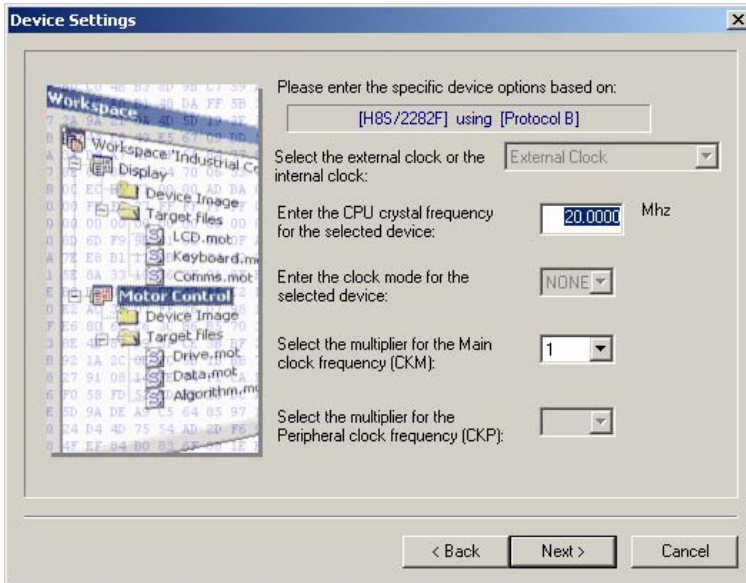 Device Settings
Please enter the specific device options based on:
[H8S/2282F] using [Protocol B]
Select the external clock or the
internal clock:
External Clock
Enter the CPU crystal frequency
for the selected device:
20.0000
Mhz
Enter the clock mode for the
selected device:
NONE
Select the multiplier for the Main
clock frequency (CKM):
1
Select the multiplier for the
Peripheral clock frequency (CKP):
Workspace
Workspace 'Industrial
Display
Device Image
Target files
LCD.mot
Keyboard.m
Comms.mot
Motor Control
Device Image
Target files
Drive.mot
Data.mot
Algorithm.mo
< Back
Next >
Cancel